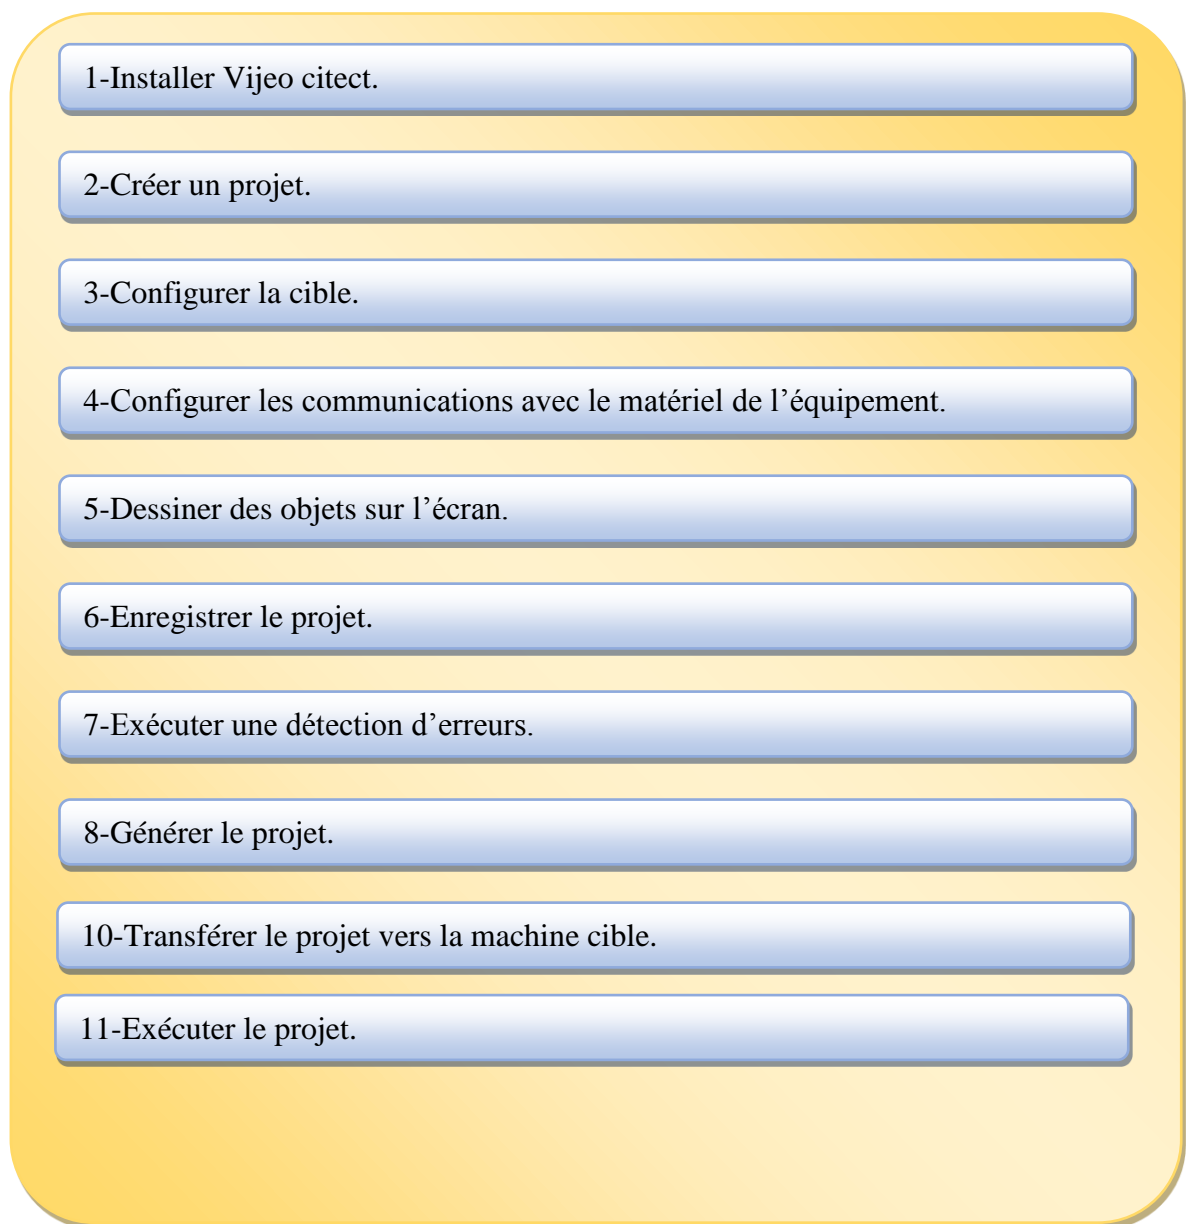 1-Installer Vijeo citect.
2-Créer un projet.
3-Configurer la cible.
4-Configurer les communications avec le matériel de l’équipement.
5-Dessiner des objets sur l’écran.
6-Enregistrer le projet.
7-Exécuter une détection d’erreurs.
8-Générer le projet.
10-Transférer le projet vers la machine cible.
11-Exécuter le projet.